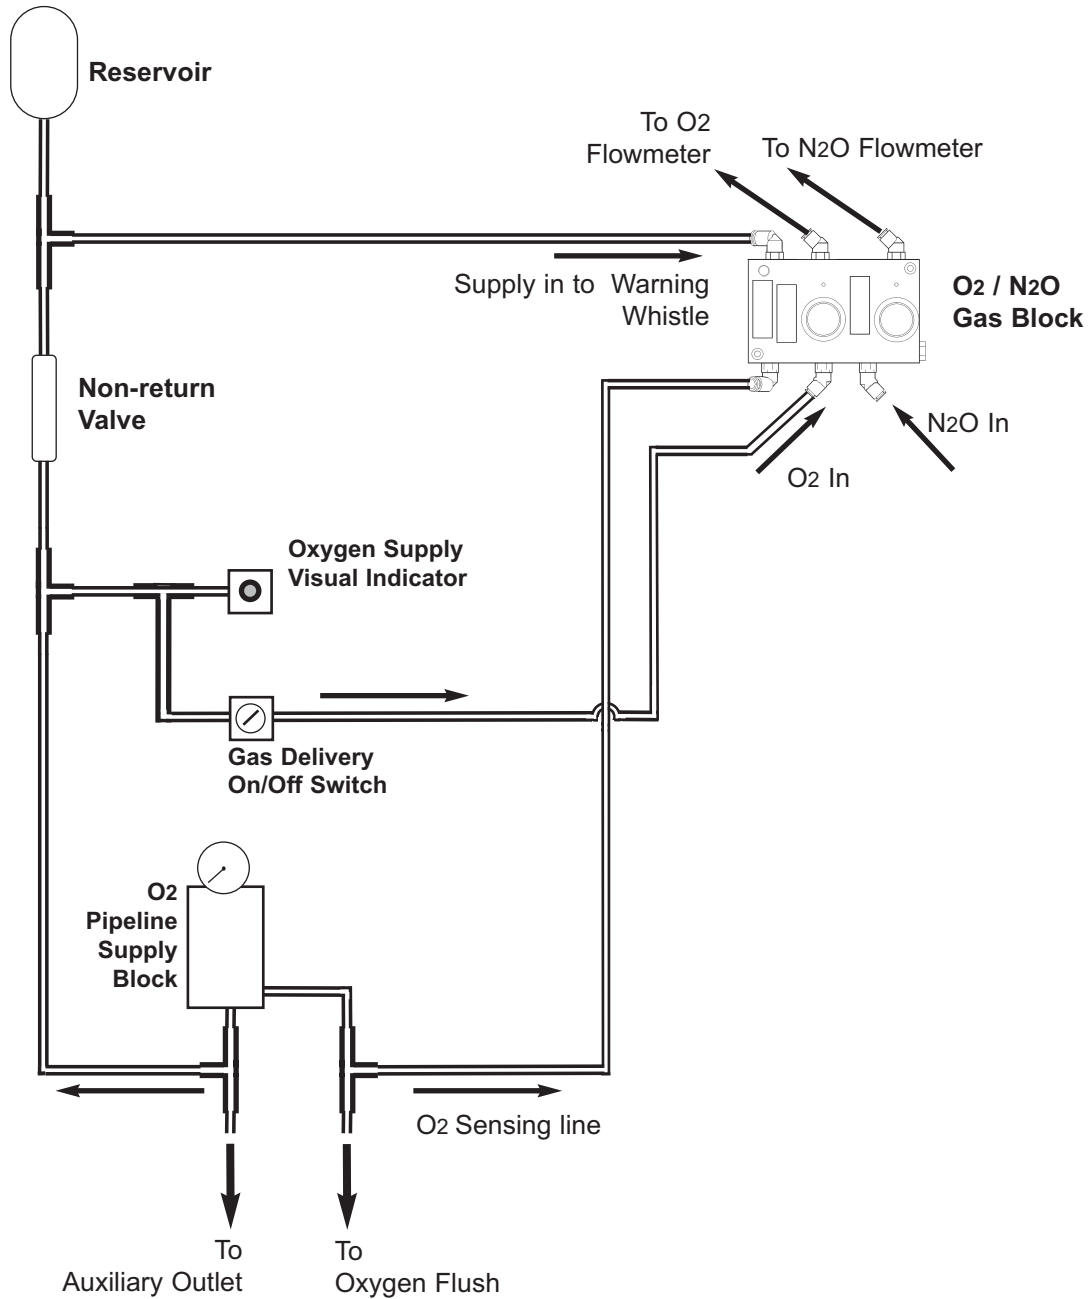 Reservoir
To O2
Flowmeter
To N2O Flowmeter
Supply in to Warning
Whistle
O2 / N2O
Gas Block
Non-return
Valve
N2O In
O2 In
Oxygen Supply
Visual Indicator
Gas Delivery
On/Off Switch
O2
Pipeline
Supply
Block
O2 Sensing line
To
Auxiliary Outlet
To
Oxygen Flush